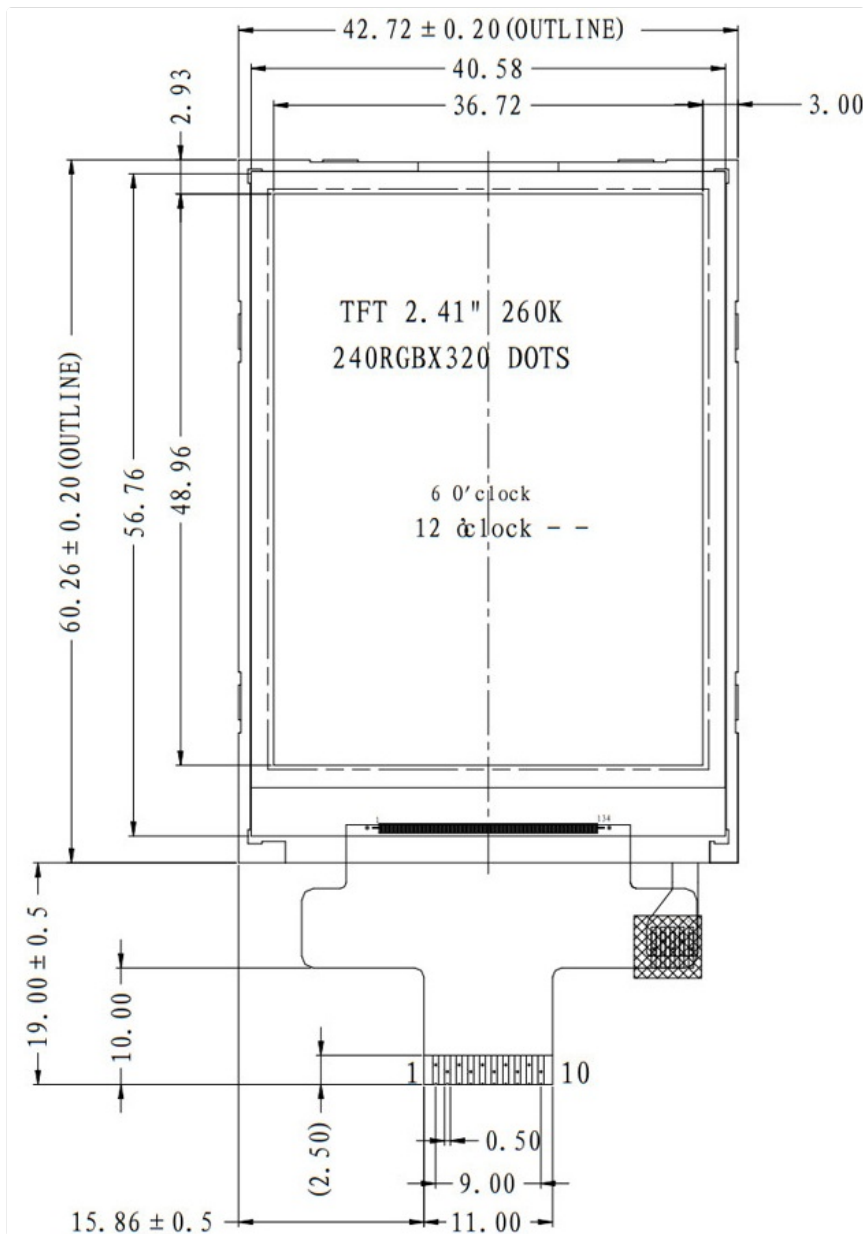 42.72 ± 0.20 (OUTLINE)
40.58
36.72
3.00
2.93
TFT 2.41" 260K
240RGBX320 DOTS
60.26 ± 0.20 (OUTLINE)
56.76
48.96
6 O'clock
12 clock - -
1
134
19.00 ± 0.5
10.00
1
10
(2.50)
0.50
9.00
15.86 ± 0.5
11.00